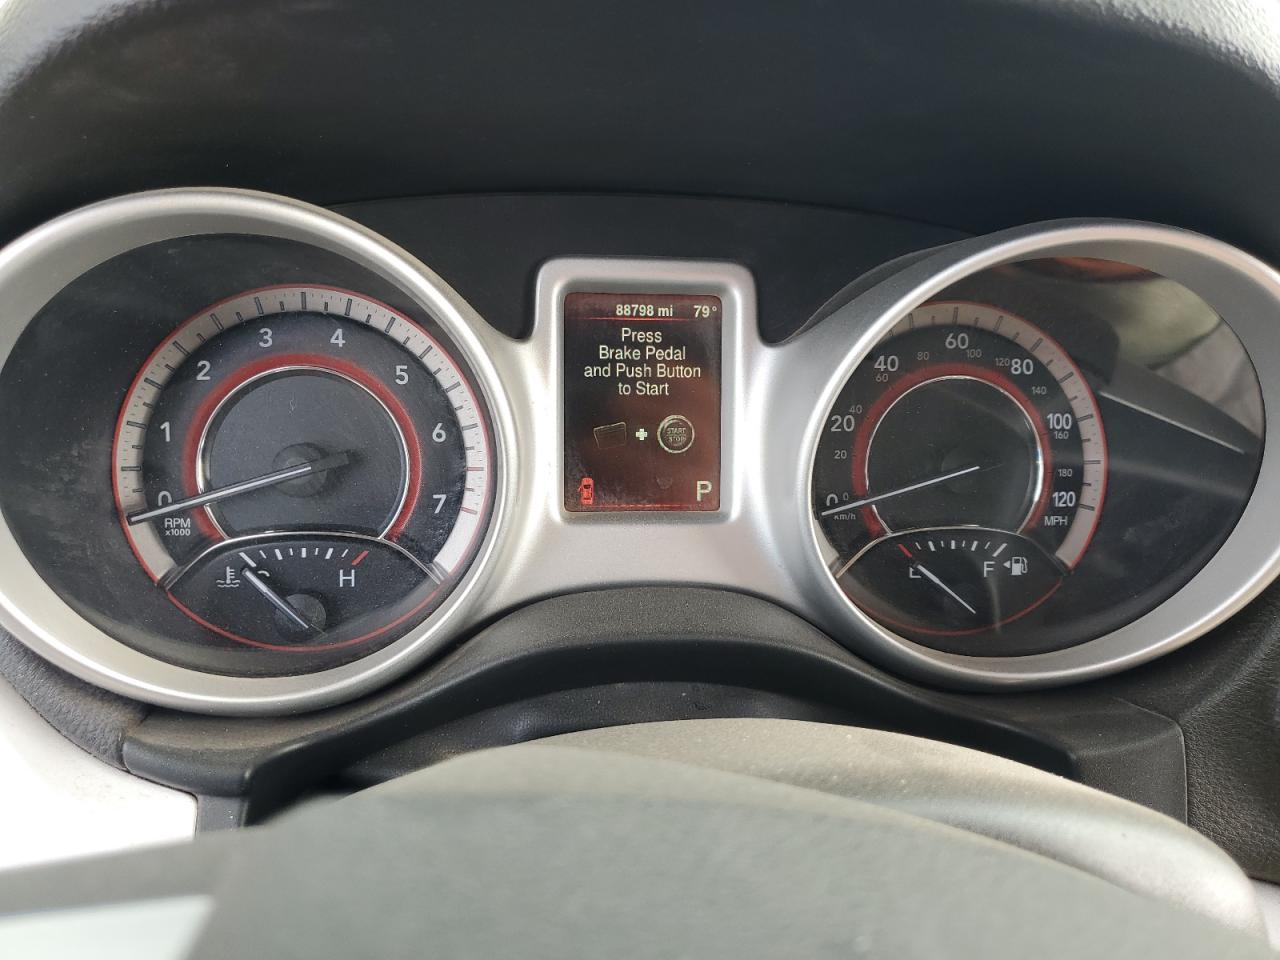 88798 mi 79°
Press
Brake Pedal
and Push Button
to Start
START
STOP
P
0 1 2 3 4 5 6 7
RPM
x1000
H
0 20 40 60 80 100 120
MPH
0 20 40 60 80 100 120 140 160 180
km/h
E F